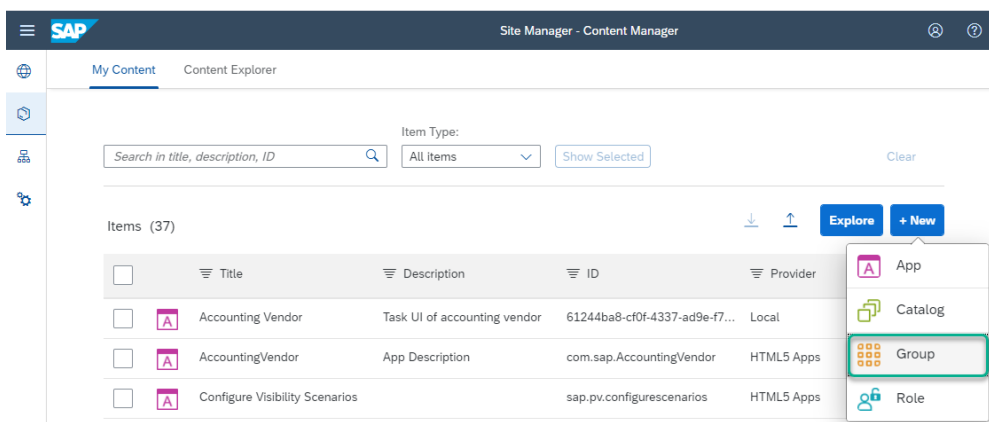 SAP Site Manager - Content Manager
My Content Content Explorer
Item Type:
Search in title, description, ID All items Show Selected Clear
Items (37) Explore + New
Title Description ID Provider
A App
A Accounting Vendor Task UI of accounting vendor 61244ba8-cf0f-4337-ad9e-f7... Local
Catalog
A AccountingVendor App Description com.sap.AccountingVendor HTML5 Apps
Group
A Configure Visibility Scenarios sap.pv.configurescenarios HTML5 Apps
Role